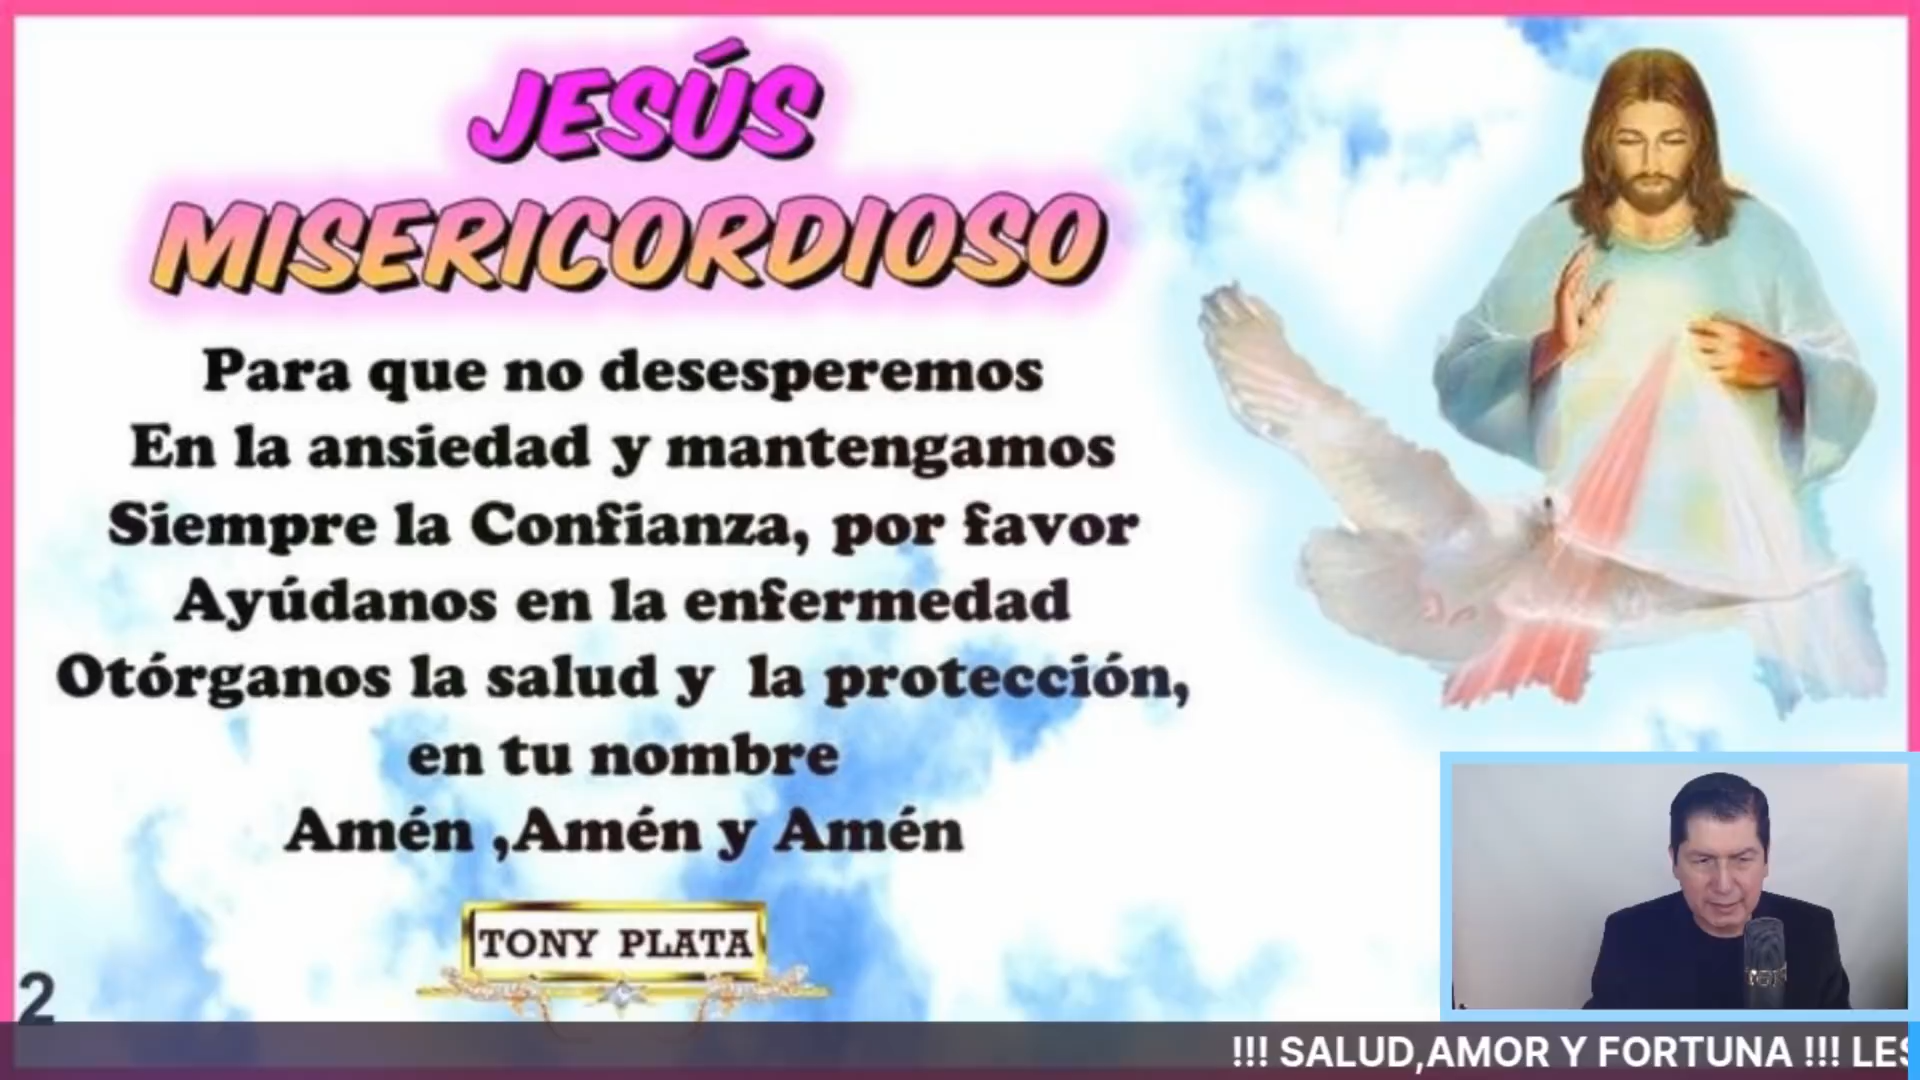 JESÚS
MISERICORDIOSO
Para que no desesperemos
En la ansiedad y mantengamos
Siempre la Confianza, por favor
Ayúdanos en la enfermedad
Otórganos la salud y la protección,
en tu nombre
Amén ,Amén y Amén
TONY PLATA
2
!!! SALUD,AMOR Y FORTUNA !!! LES